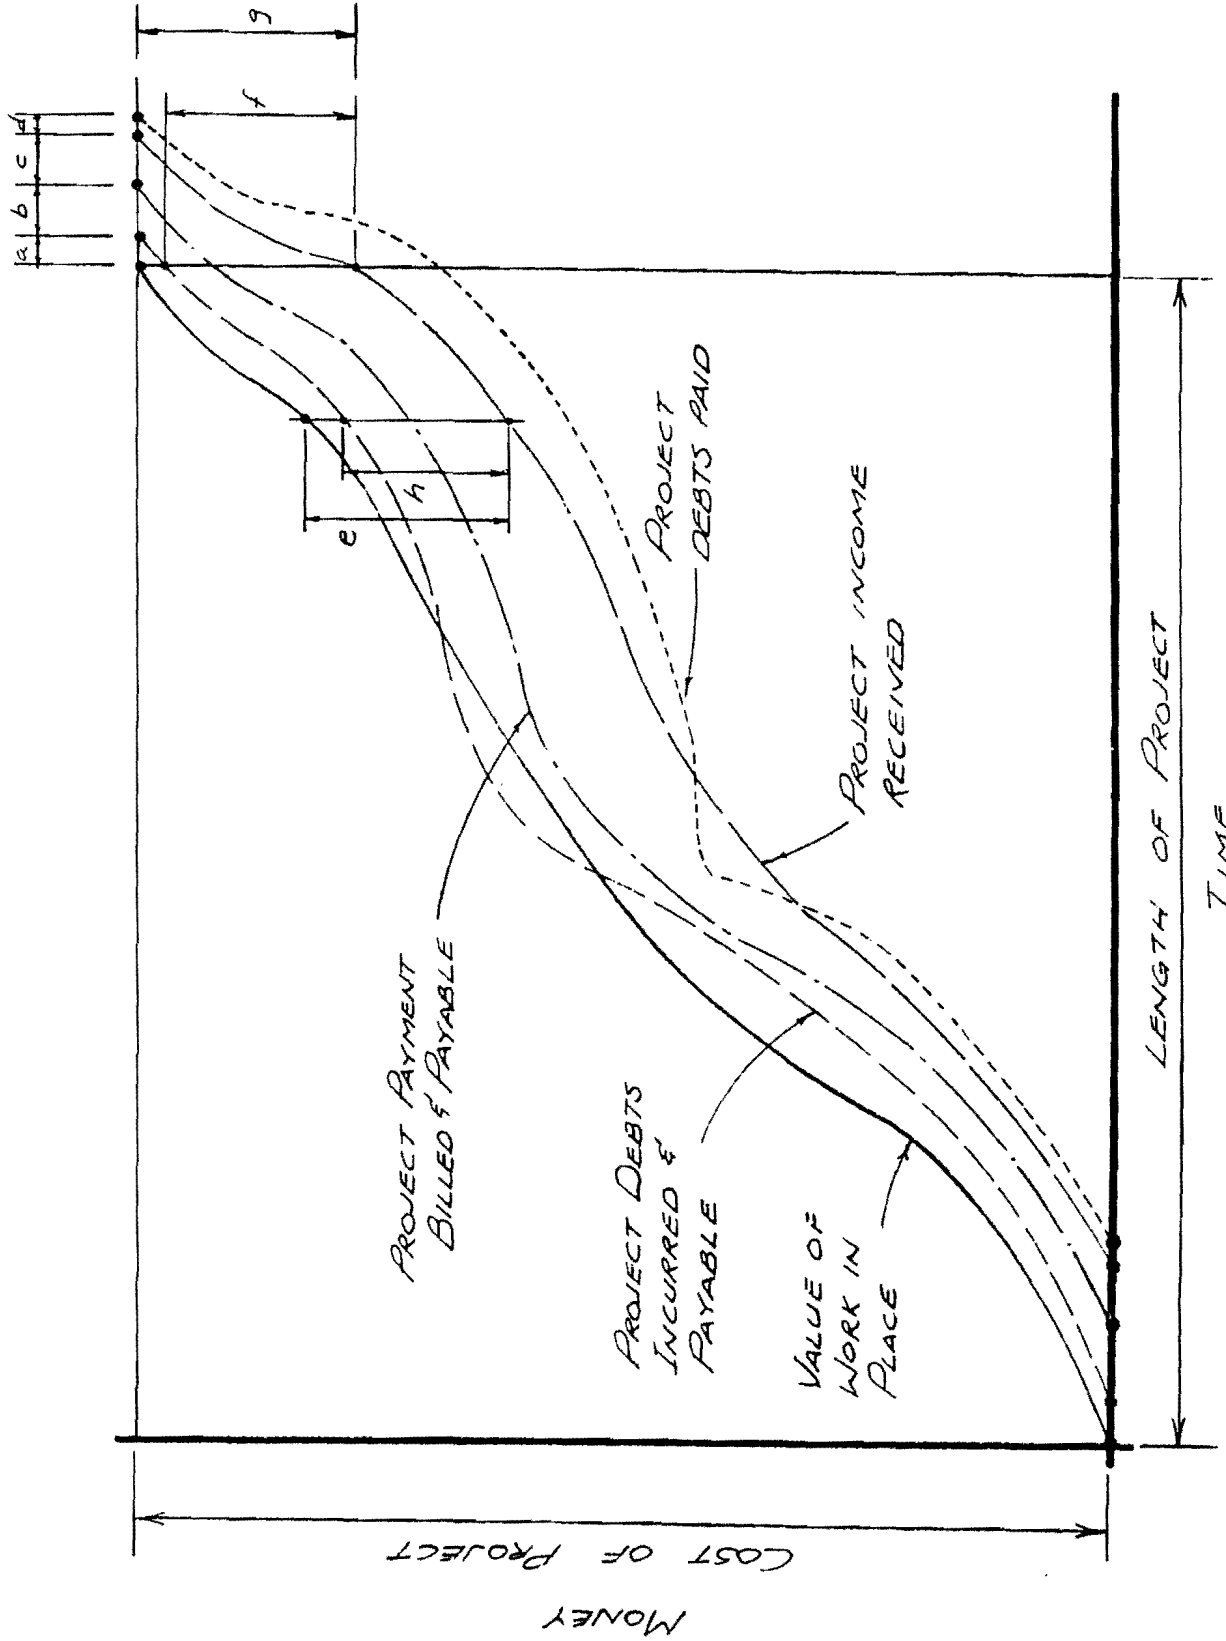 a
b
c
d
e
f
g
h
PROJECT PAYMENT
BILLED & PAYABLE
PROJECT DEBTS
INCURRED &
PAYABLE
VALUE OF
WORK IN
PLACE
PROJECT
DEBTS PAID
PROJECT INCOME
RECEIVED
LENGTH OF PROJECT
TIME
COST OF PROJECT
MONEY